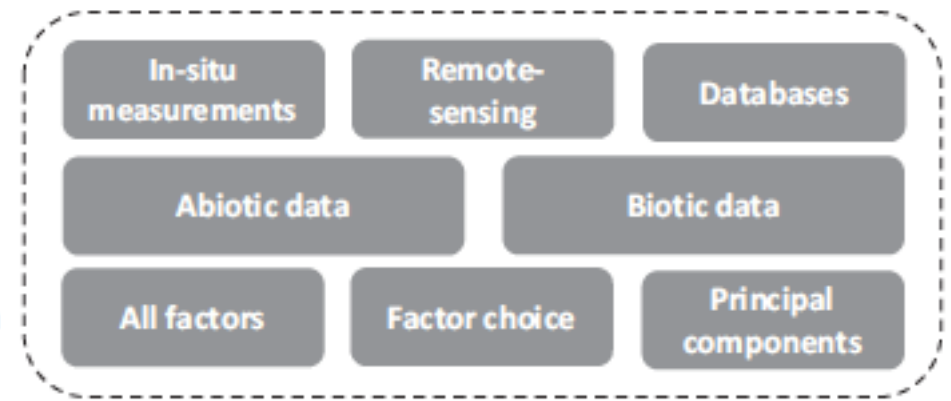 In-situ
measurements
Remote-
sensing
Databases
Abiotic data
Biotic data
All factors
Factor choice
Principal
components